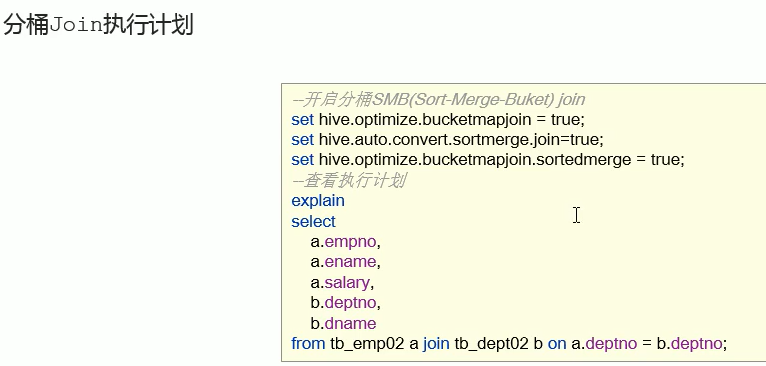 分桶Join执行计划
--开启分桶SMB(Sort-Merge-Buket) join
set hive.optimize.bucketmapjoin = true;
set hive.auto.convert.sortmerge.join=true;
set hive.optimize.bucketmapjoin.sortedmerge = true;
--查看执行计划
explain
select
a.empno,
a.ename,
a.salary,
b.deptno,
b.dname
from tb_emp02 a join tb_dept02 b on a.deptno = b.deptno;